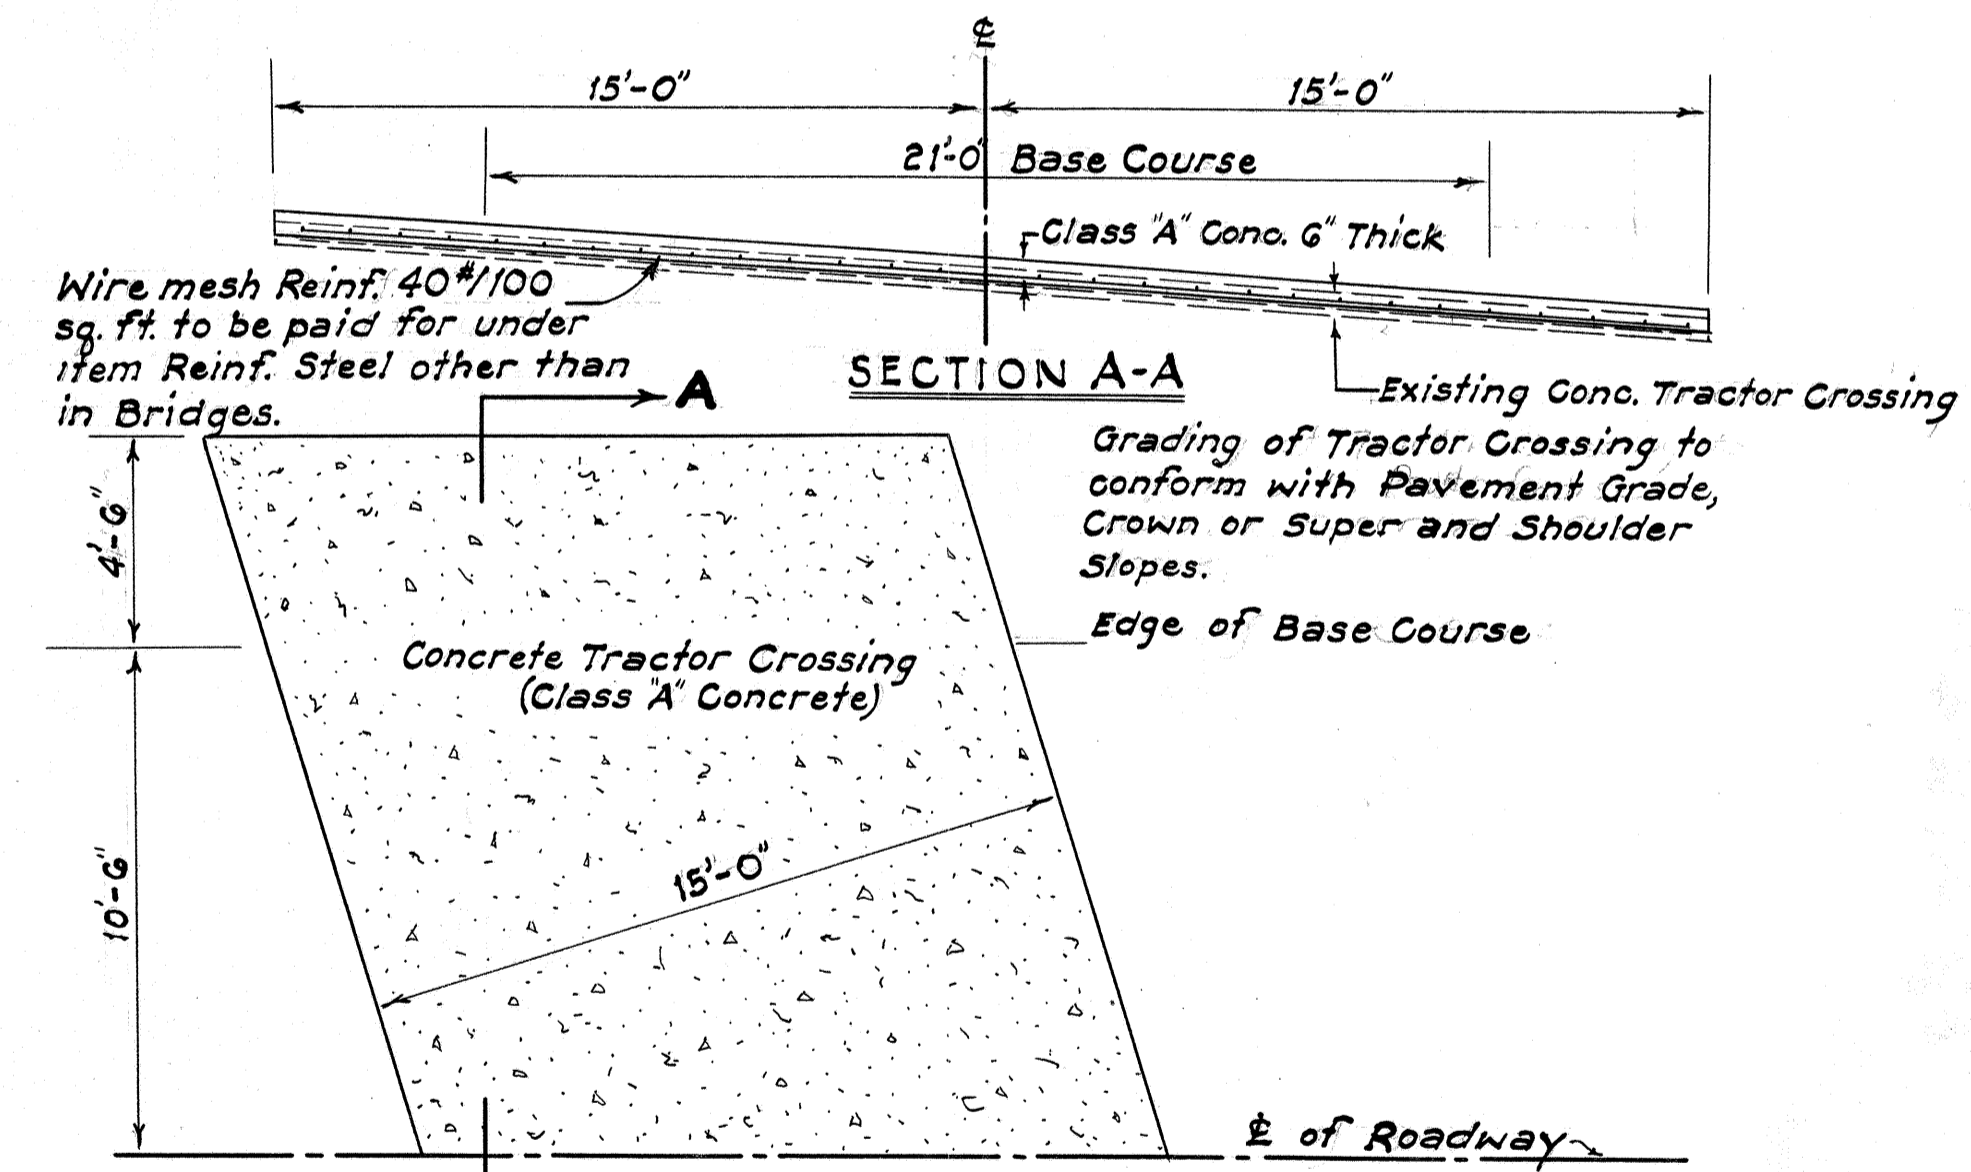 ℄
15'-0"
15'-0"
21'-0" Base Course
Class "A" Conc. 6" Thick
Wire mesh Reinf. 40#/100
sq. ft. to be paid for under
item Reinf. Steel other than
in Bridges.
SECTION A-A
A
Existing Conc. Tractor Crossing
Grading of Tractor Crossing to
conform with Pavement Grade,
Crown or Super and Shoulder
Slopes.
4'-6"
Edge of Base Course
Concrete Tractor Crossing
(Class "A" Concrete)
15'-0"
10'-6"
℄ of Roadway